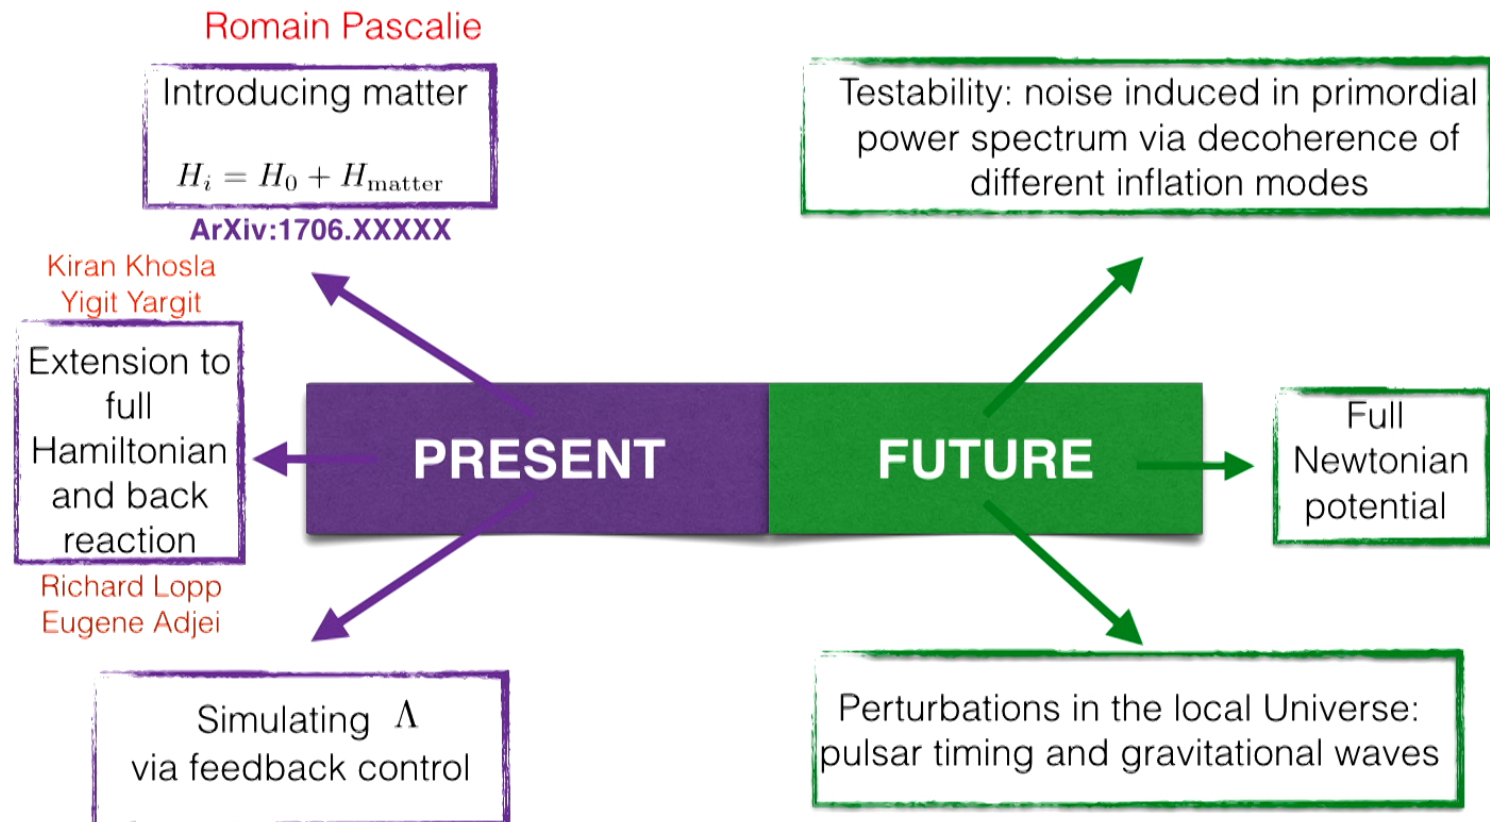 Romain Pascalie
Introducing matter
H_i = H_0 + H_matter
ArXiv:1706.XXXXX
Kiran Khosla
Yigit Yargit
Extension to
full
Hamiltonian
and back
reaction
Richard Lopp
Eugene Adjei
Simulating Λ
via feedback control
PRESENT
FUTURE
Testability: noise induced in primordial
power spectrum via decoherence of
different inflation modes
Full
Newtonian
potential
Perturbations in the local Universe:
pulsar timing and gravitational waves